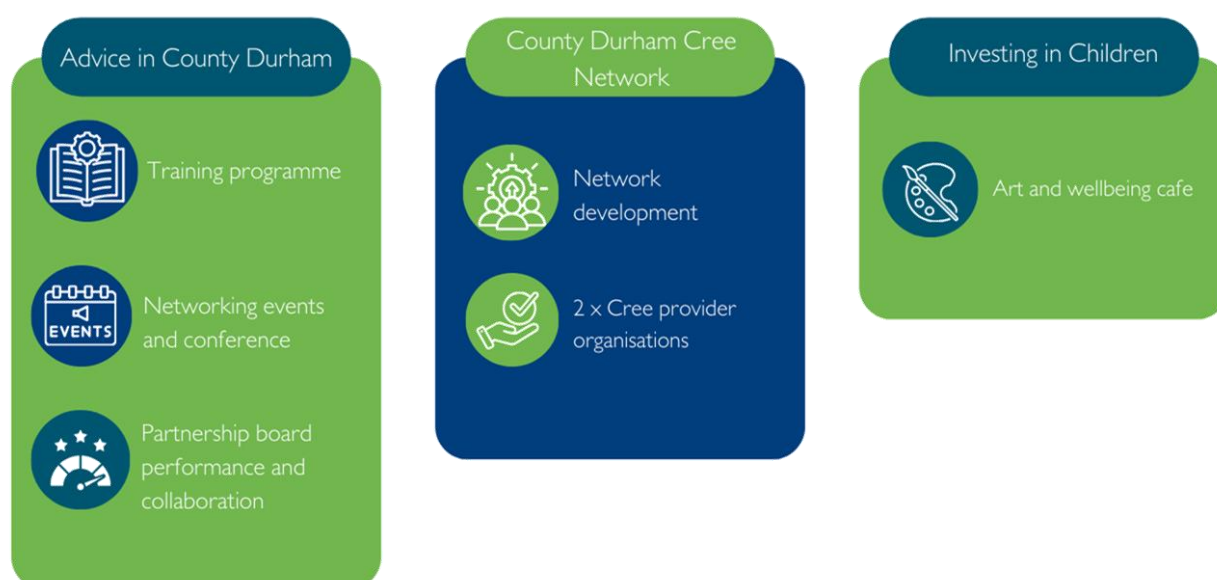 Advice in County Durham
Training programme
EVENTS
Networking events
and conference
Partnership board
performance and
collaboration
County Durham Cree
Network
Network
development
2 x Cree provider
organisations
Investing in Children
Art and wellbeing cafe